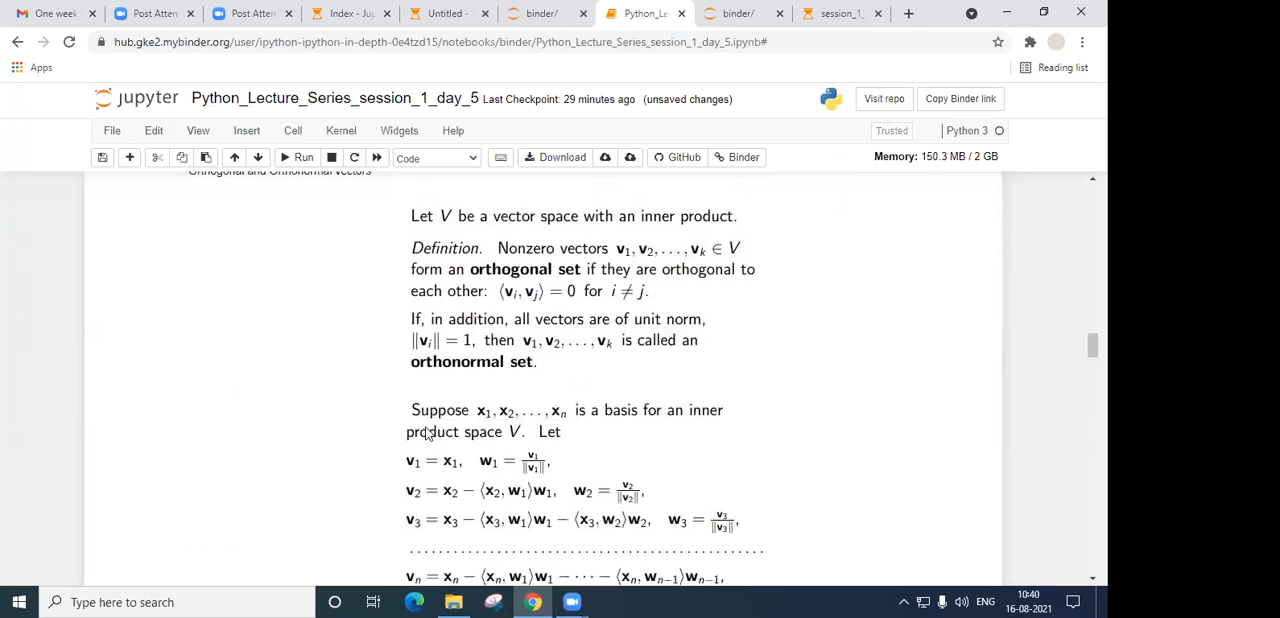 One week
Post Atten
Post Atten
Index - Ju
Untitled -
binder/
Python_Le
binder/
session_1_
hub.gke2.mybinder.org/user/ipython-ipython-in-depth-0e4tzd15/notebooks/binder/Python_Lecture_Series_session_1_day_5.ipynb#
Apps
Reading list
jupyter Python_Lecture_Series_session_1_day_5 Last Checkpoint: 29 minutes ago (unsaved changes)
Visit repo
Copy Binder link
File Edit View Insert Cell Kernel Widgets Help
Trusted
Python 3
Run
Code
Download
GitHub
Binder
Memory: 150.3 MB / 2 GB
Orthogonal and Orthonormal vectors
Let V be a vector space with an inner product.
Definition. Nonzero vectors v₁, v₂, . . . , vₖ ∈ V
form an orthogonal set if they are orthogonal to
each other: ⟨vᵢ, vⱼ⟩ = 0 for i ≠ j.
If, in addition, all vectors are of unit norm,
‖vᵢ‖ = 1, then v₁, v₂, . . . , vₖ is called an
orthonormal set.
Suppose x₁, x₂, . . . , xₙ is a basis for an inner
product space V. Let
v₁ = x₁, w₁ = v₁/‖v₁‖,
v₂ = x₂ − ⟨x₂, w₁⟩w₁, w₂ = v₂/‖v₂‖,
v₃ = x₃ − ⟨x₃, w₁⟩w₁ − ⟨x₃, w₂⟩w₂, w₃ = v₃/‖v₃‖,
. . . . . . . . . . . . . . . . . . . . . . . . . . . . . . . . . . . . . . . . . . . . . . . . .
vₙ = xₙ − ⟨xₙ, w₁⟩w₁ − · · · − ⟨xₙ, wₙ₋₁⟩wₙ₋₁,
Type here to search
ENG
10:40
16-08-2021